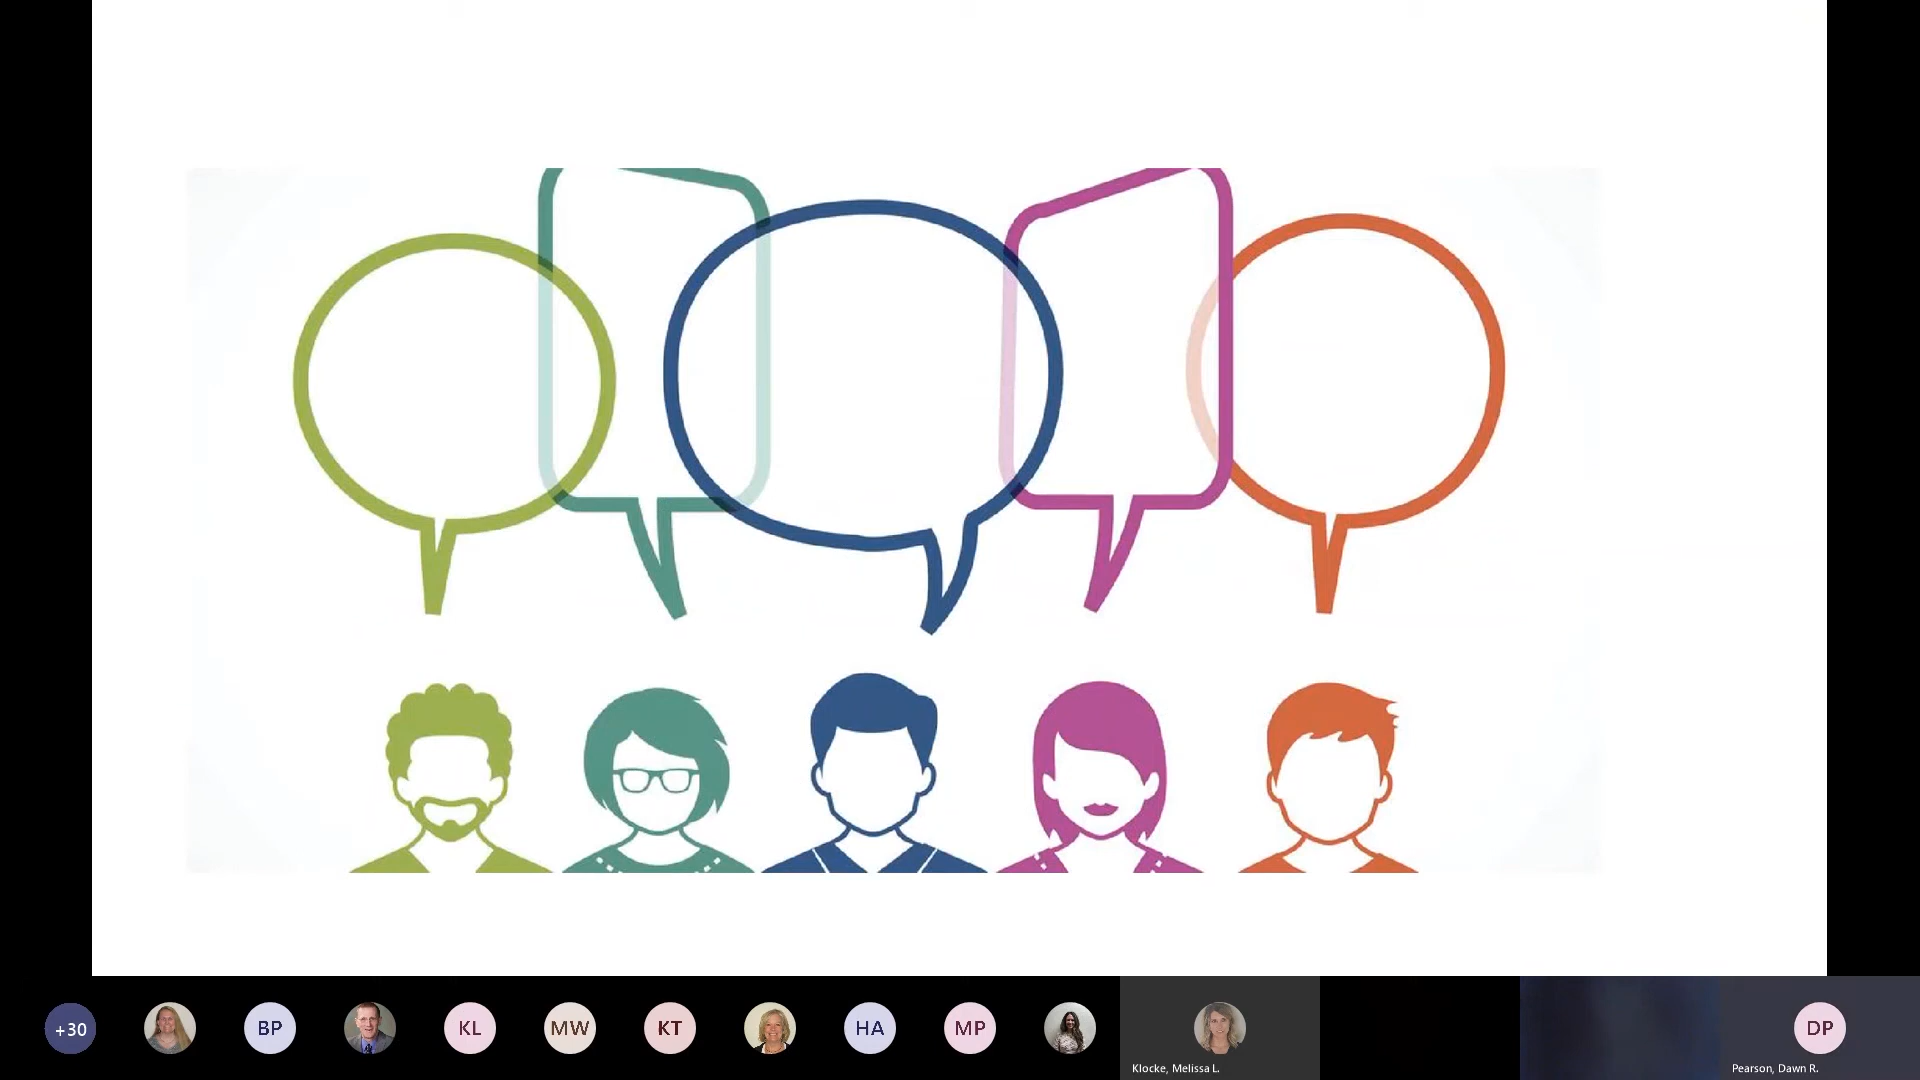 +30
BP
KL
MW
KT
HA
MP
Klocke, Melissa L.
DP
Pearson, Dawn R.